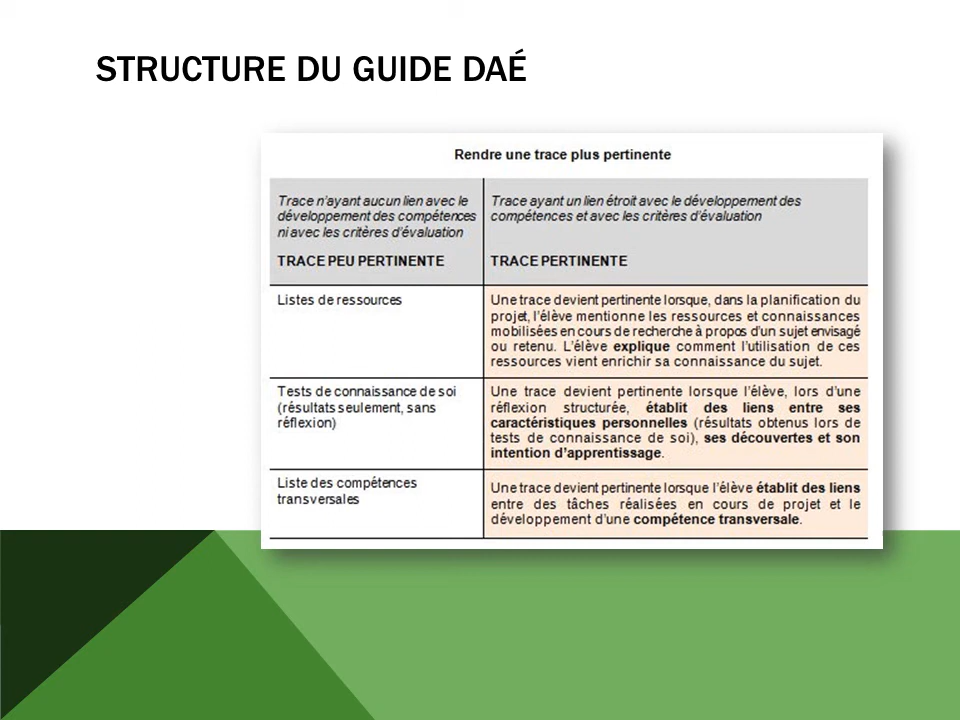 STRUCTURE DU GUIDE DAÉ
Rendre une trace plus pertinente
Trace n'ayant aucun lien avec le
développement des compétences
ni avec les critères d'évaluation
TRACE PEU PERTINENTE
Trace ayant un lien étroit avec le développement des
compétences et avec les critères d'évaluation
TRACE PERTINENTE
Listes de ressources
Une trace devient pertinente lorsque, dans la planification du
projet, l'élève mentionne les ressources et connaissances
mobilisées en cours de recherche à propos d'un sujet envisagé
ou retenu. L'élève explique comment l'utilisation de ces
ressources vient enrichir sa connaissance du sujet.
Tests de connaissance de soi
(résultats seulement, sans
réflexion)
Une trace devient pertinente lorsque l'élève, lors d'une
réflexion structurée, établit des liens entre ses
caractéristiques personnelles (résultats obtenus lors de
tests de connaissance de soi), ses découvertes et son
intention d'apprentissage.
Liste des compétences
transversales
Une trace devient pertinente lorsque l'élève établit des liens
entre des tâches réalisées en cours de projet et le
développement d'une compétence transversale.